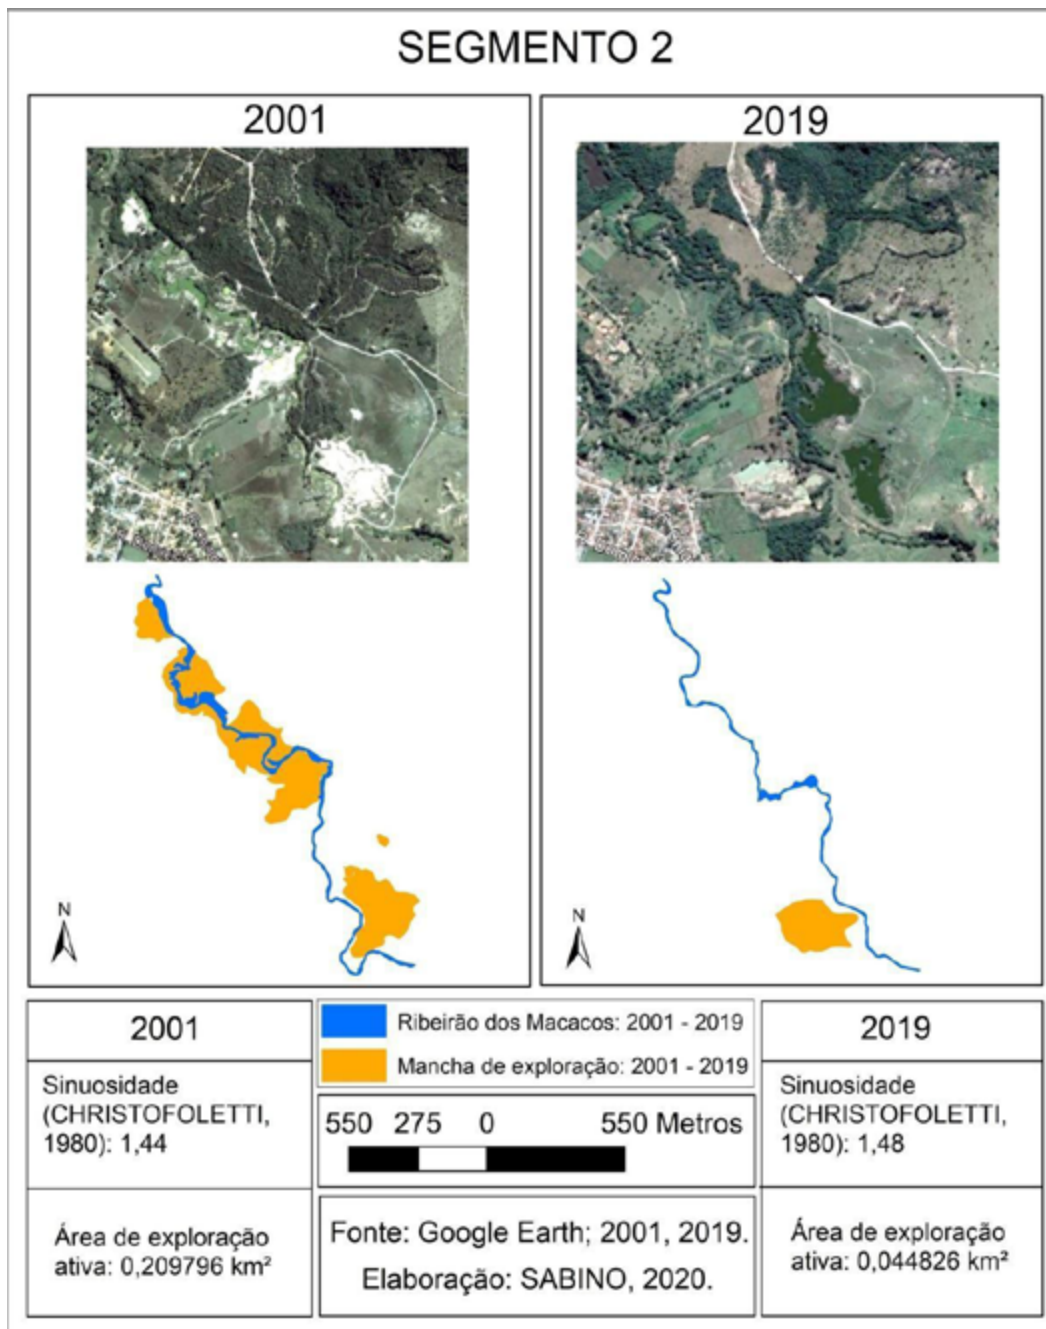 SEGMENTO 2
2001
2019
N
N
2001
Sinuosidade
(CHRISTOFOLETTI,
1980): 1,44
Área de exploração
ativa: 0,209796 km²
Ribeirão dos Macacos: 2001 - 2019
Mancha de exploração: 2001 - 2019
550 275 0 550 Metros
Fonte: Google Earth; 2001, 2019.
Elaboração: SABINO, 2020.
2019
Sinuosidade
(CHRISTOFOLETTI,
1980): 1,48
Área de exploração
ativa: 0,044826 km²